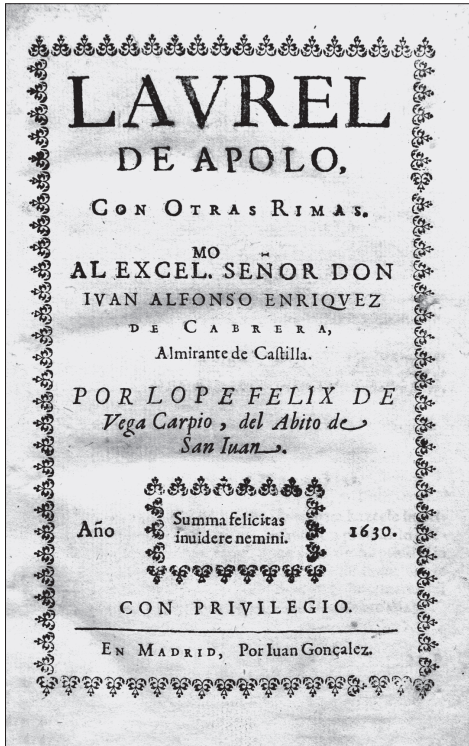 LAVREL
DE APOLO,
CON OTRAS RIMAS.
AL EXCEL.MO SEÑOR DON
IVAN ALFONSO ENRIQVEZ
DE CABRERA,
Almirante de Caſtilla.
POR LOPE FELIX DE
Vega Carpio, del Abito de
San Iuan.
Año
Summa felicitas
inuidere nemini.
1630.
CON PRIVILEGIO.
EN MADRID, Por Iuan Gonçalez.